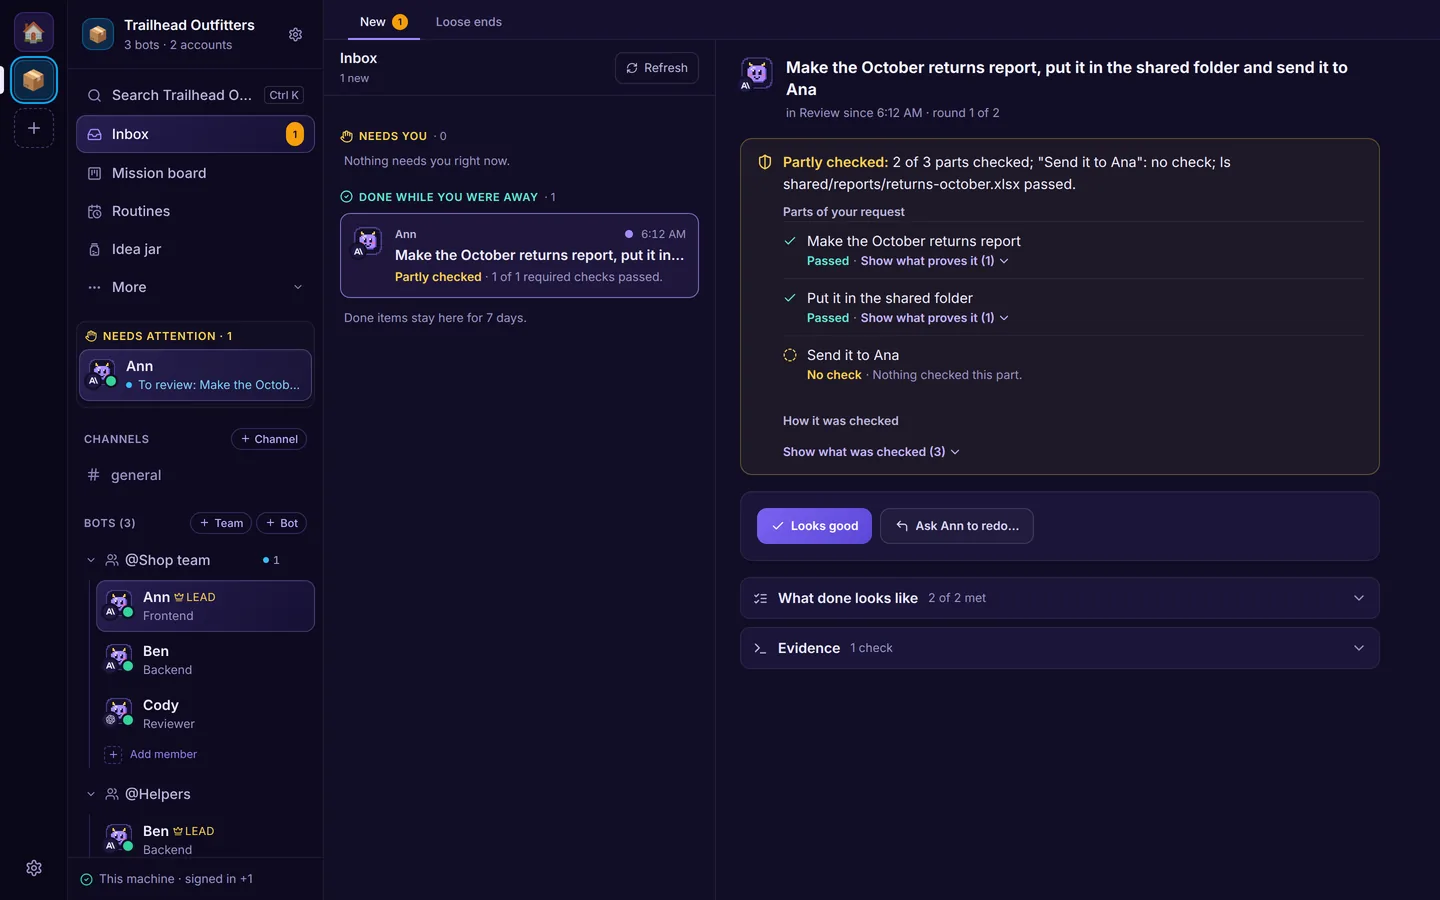 Trailhead Outfitters
3 bots · 2 accounts
Search Trailhead O... Ctrl K
Inbox 1
Mission board
Routines
Idea jar
More
NEEDS ATTENTION · 1
Ann
To review: Make the Octob...
CHANNELS + Channel
# general
BOTS (3) + Team + Bot
@Shop team 1
Ann LEAD
Frontend
Ben
Backend
Cody
Reviewer
+ Add member
@Helpers
Ben LEAD
Backend
This machine · signed in +1
New 1 Loose ends
Inbox
1 new
Refresh
NEEDS YOU · 0
Nothing needs you right now.
DONE WHILE YOU WERE AWAY · 1
Ann 6:12 AM
Make the October returns report, put it in...
Partly checked · 1 of 1 required checks passed.
Done items stay here for 7 days.
Make the October returns report, put it in the shared folder and send it to
Ana
in Review since 6:12 AM · round 1 of 2
Partly checked: 2 of 3 parts checked; "Send it to Ana": no check; ls
shared/reports/returns-october.xlsx passed.
Parts of your request
Make the October returns report
Passed · Show what proves it (1)
Put it in the shared folder
Passed · Show what proves it (1)
Send it to Ana
No check · Nothing checked this part.
How it was checked
Show what was checked (3)
Looks good
Ask Ann to redo...
What done looks like 2 of 2 met
Evidence 1 check